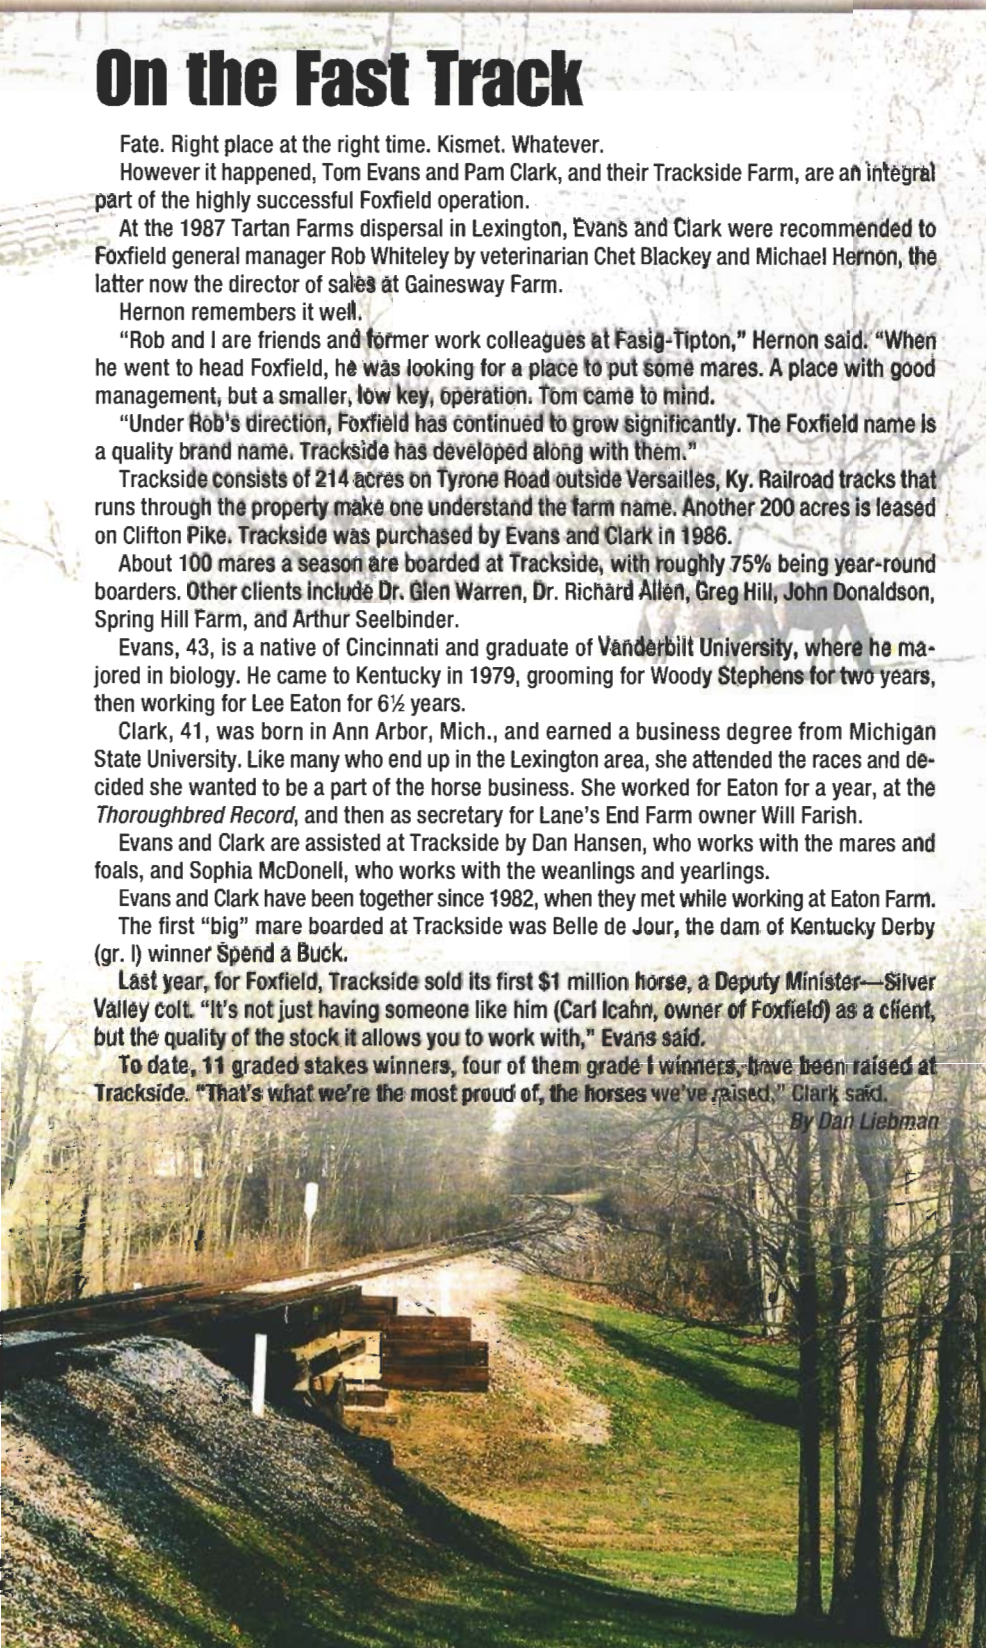 On the Fast Track
Fate. Right place at the right time. Kismet. Whatever.
However it happened, Tom Evans and Pam Clark, and their Trackside Farm, are an integral
part of the highly successful Foxfield operation.
At the 1987 Tartan Farms dispersal in Lexington, Evans and Clark were recommended to
Foxfield general manager Rob Whiteley by veterinarian Chet Blackey and Michael Hernon, the
latter now the director of sales at Gainesway Farm.
Hernon remembers it well.
“Rob and I are friends and former work colleagues at Fasig-Tipton,” Hernon said. “When
he went to head Foxfield, he was looking for a place to put some mares. A place with good
management, but a smaller, low key, operation. Tom came to mind.
“Under Rob’s direction, Foxfield has continued to grow significantly. The Foxfield name is
a quality brand name. Trackside has developed along with them.”
Trackside consists of 214 acres on Tyrone Road outside Versailles, Ky. Railroad tracks that
runs through the property make one understand the farm name. Another 200 acres is leased
on Clifton Pike. Trackside was purchased by Evans and Clark in 1986.
About 100 mares a season are boarded at Trackside, with roughly 75% being year-round
boarders. Other clients include Dr. Glen Warren, Dr. Richard Allen, Greg Hill, John Donaldson,
Spring Hill Farm, and Arthur Seelbinder.
Evans, 43, is a native of Cincinnati and graduate of Vanderbilt University, where he ma-
jored in biology. He came to Kentucky in 1979, grooming for Woody Stephens for two years,
then working for Lee Eaton for 6½ years.
Clark, 41, was born in Ann Arbor, Mich., and earned a business degree from Michigan
State University. Like many who end up in the Lexington area, she attended the races and de-
cided she wanted to be a part of the horse business. She worked for Eaton for a year, at the
Thoroughbred Record, and then as secretary for Lane’s End Farm owner Will Farish.
Evans and Clark are assisted at Trackside by Dan Hansen, who works with the mares and
foals, and Sophia McDonell, who works with the weanlings and yearlings.
Evans and Clark have been together since 1982, when they met while working at Eaton Farm.
The first “big” mare boarded at Trackside was Belle de Jour, the dam of Kentucky Derby
(gr. I) winner Spend a Buck.
Last year, for Foxfield, Trackside sold its first $1 million horse, a Deputy Minister—Silver
Valley colt. “It’s not just having someone like him (Carl Icahn, owner of Foxfield) as a client,
but the quality of the stock it allows you to work with,” Evans said.
To date, 11 graded stakes winners, four of them grade I winners, have been raised at
Trackside. “That’s what we’re the most proud of, the horses we’ve raised,” Clark said.
By Dan Liebman